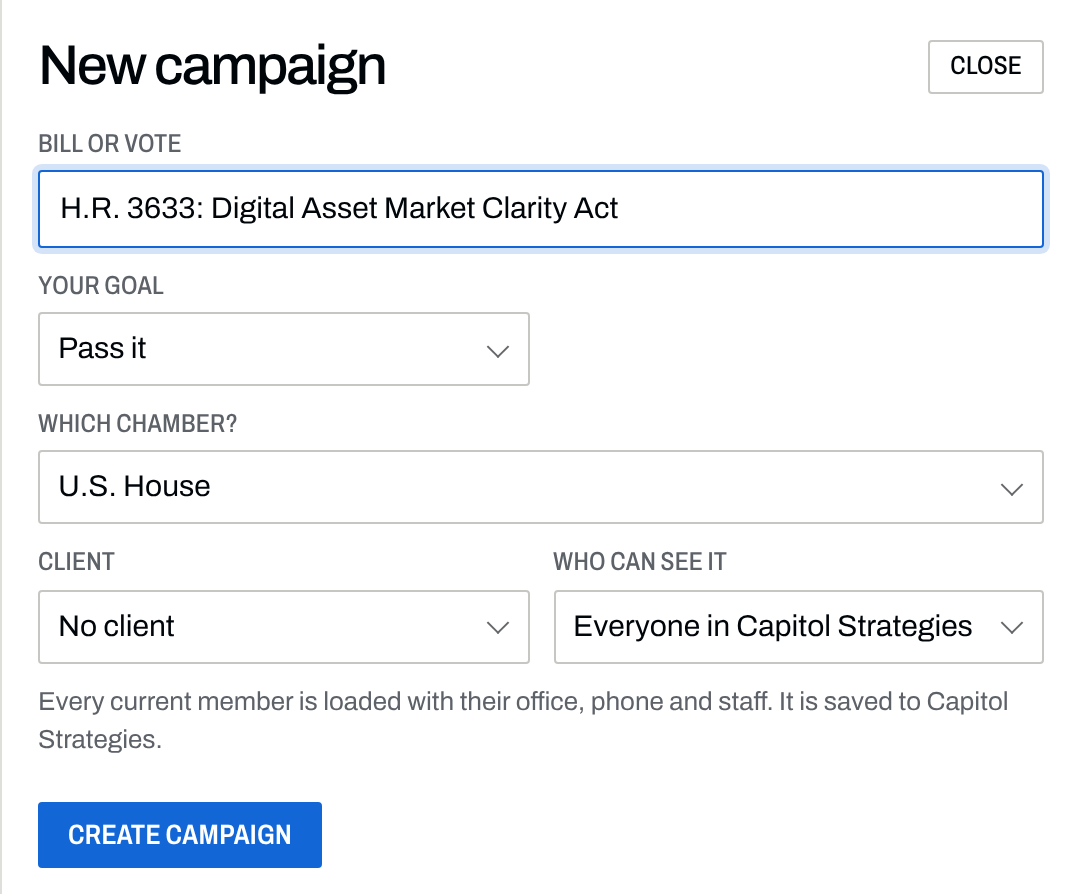 New campaign
CLOSE
BILL OR VOTE
H.R. 3633: Digital Asset Market Clarity Act
YOUR GOAL
Pass it
WHICH CHAMBER?
U.S. House
CLIENT
WHO CAN SEE IT
No client
Everyone in Capitol Strategies
Every current member is loaded with their office, phone and staff. It is saved to Capitol
Strategies.
CREATE CAMPAIGN